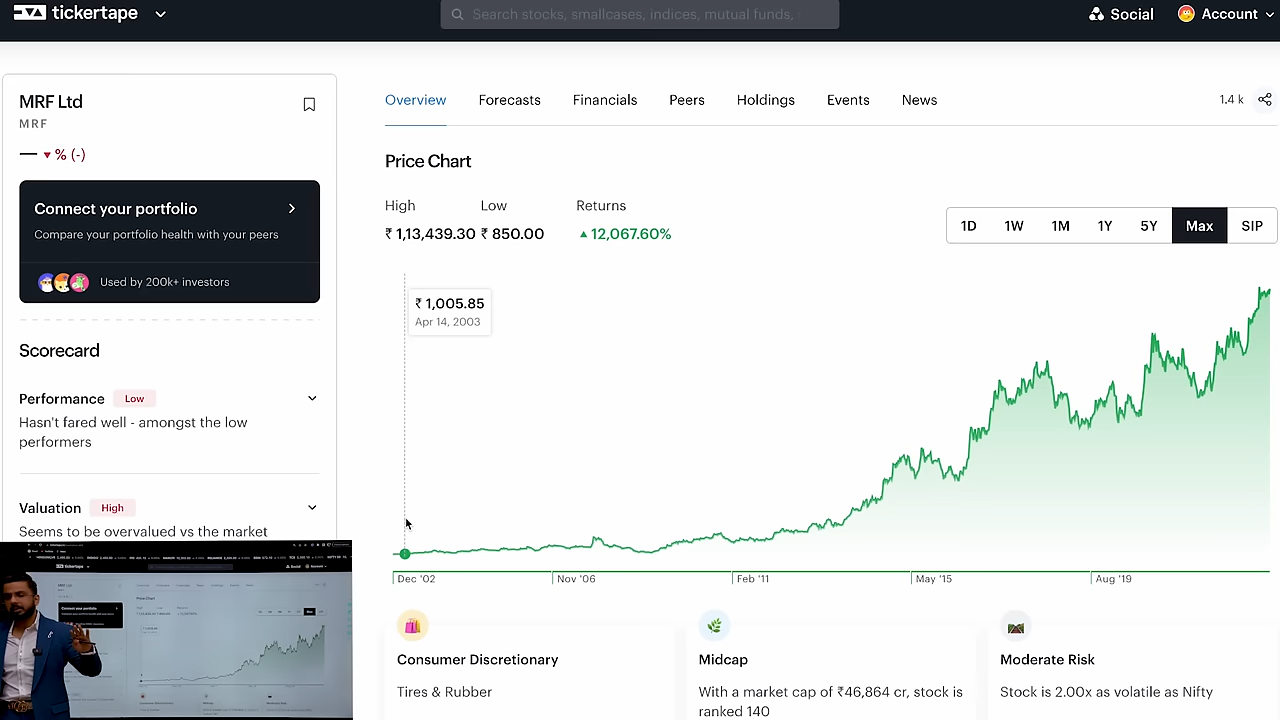 tickertape
Search stocks, smallcases, indices, mutual funds,
Social
Account
MRF Ltd
MRF
— ▼ % (-)
Connect your portfolio
Compare your portfolio health with your peers
Used by 200k+ investors
Scorecard
Performance Low
Hasn't fared well - amongst the low
performers
Valuation High
Seems to be overvalued vs the market
Overview Forecasts Financials Peers Holdings Events News
1.4 k
Price Chart
High Low Returns
₹ 1,13,439.30 ₹ 850.00 ▲ 12,067.60%
1D 1W 1M 1Y 5Y Max SIP
₹ 1,005.85
Apr 14, 2003
Dec '02 Nov '06 Feb '11 May '15 Aug '19
Consumer Discretionary
Tires & Rubber
Midcap
With a market cap of ₹46,864 cr, stock is
ranked 140
Moderate Risk
Stock is 2.00x as volatile as Nifty
tickertape
Connect your portfolio
Price Chart